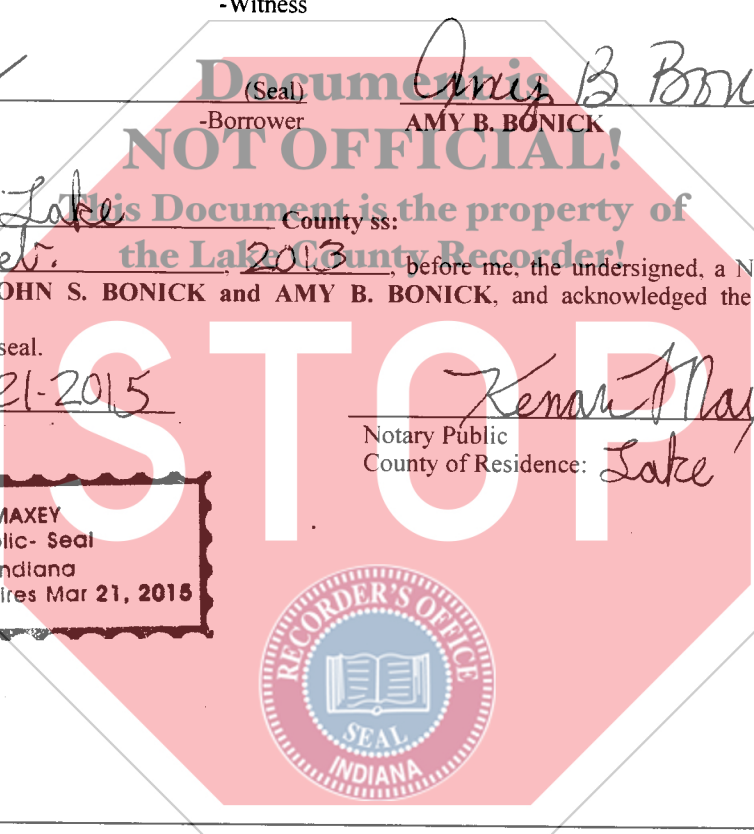 -Witness
Document is
Amy B Bon
(Seal)
-Borrower
AMY B. BONICK
NOT OFFICIAL!
This Document is the property of
Lake County ss:
the Lake County Recorder!
2013, before me, the undersigned, a N
OHN S. BONICK and AMY B. BONICK, and acknowledged the
seal.
21-2015
STOP
Notary Public
County of Residence: Lake
MAXEY
lic- Seal
ndiana
ires Mar 21, 2015
RECORDER'S OFFICE
SEAL
INDIANA